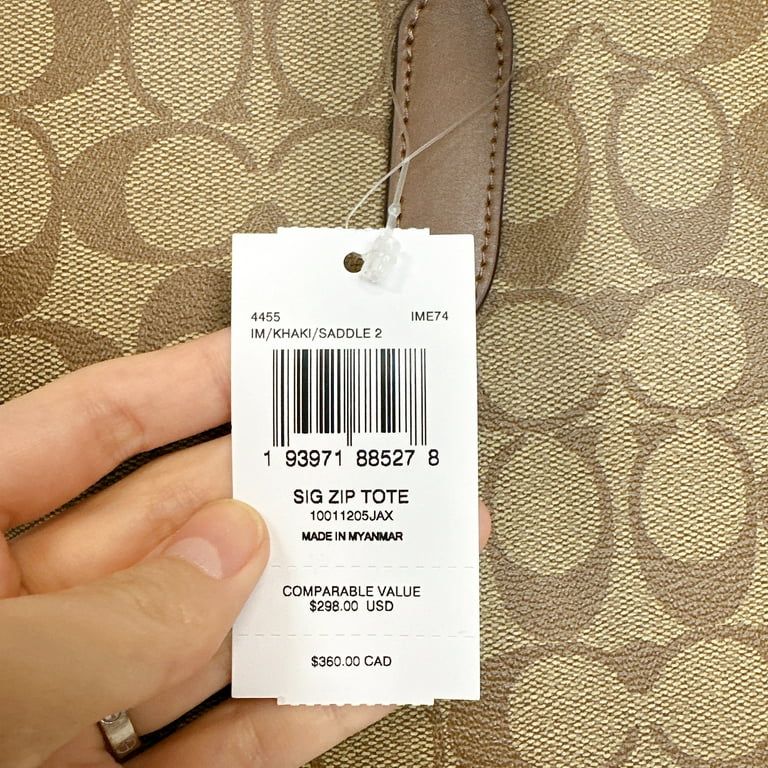 4455 IME74
IM/KHAKI/SADDLE 2
1 93971 88527 8
SIG ZIP TOTE
10011205JAX
MADE IN MYANMAR
COMPARABLE VALUE
$298.00 USD
$360.00 CAD